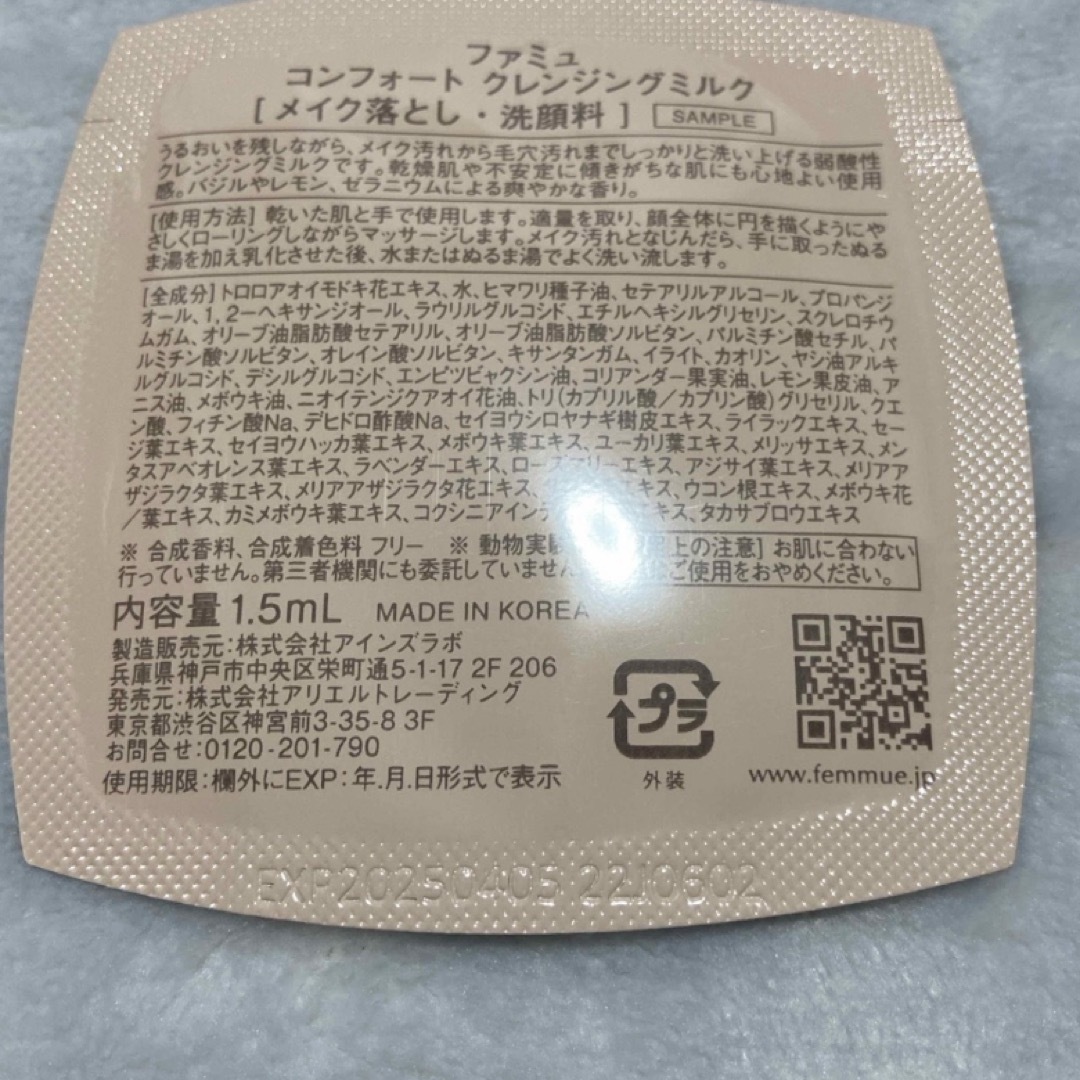 ファミュ
コンフォート クレンジングミルク
[ メイク落とし・洗顔料 ] SAMPLE
うるおいを残しながら、メイク汚れから毛穴汚れまでしっかりと洗い上げる弱酸性
クレンジングミルクです。乾燥肌や不安定に傾きがちな肌にも心地よい使用
感。バジルやレモン、ゼラニウムによる爽やかな香り。
[使用方法] 乾いた肌と手で使用します。適量を取り、顔全体に円を描くようにや
さしくローリングしながらマッサージします。メイク汚れとなじんだら、手に取ったぬる
ま湯を加え乳化させた後、水またはぬるま湯でよく洗い流します。
[全成分] トロロアオイモドキ花エキス、水、ヒマワリ種子油、セテアリルアルコール、プロパンジ
オール、1,2-ヘキサンジオール、ラウリルグルコシド、エチルヘキシルグリセリン、スクレロチウ
ムガム、オリーブ油脂肪酸セテアリル、オリーブ油脂肪酸ソルビタン、パルミチン酸セチル、パ
ルミチン酸ソルビタン、オレイン酸ソルビタン、キサンタンガム、イライト、カオリン、ヤシ油アルキ
ルグルコシド、デシルグルコシド、エンピツビャクシン油、コリアンダー果実油、レモン果皮油、ア
ニス油、メボウキ油、ニオイテンジクアオイ花油、トリ(カプリル酸/カプリン酸)グリセリル、クエ
ン酸、フィチン酸Na、デヒドロ酢酸Na、セイヨウシロヤナギ樹皮エキス、ライラックエキス、セー
ジ葉エキス、セイヨウハッカ葉エキス、メボウキ葉エキス、ユーカリ葉エキス、メリッサエキス、メン
タスアベオレンス葉エキス、ラベンダーエキス、ローズマリーエキス、アジサイ葉エキス、メリアア
ザジラクタ葉エキス、メリアアザジラクタ花エキス、エキス、ウコン根エキス、メボウキ花
/葉エキス、カミメボウキ葉エキス、コクシニアインデ キス、タカサブロウエキス
※ 合成香料、合成着色料 フリー ※ 動物実験 上の注意] お肌に合わない
行っていません。第三者機関にも委託していません ご使用をおやめください。
内容量 1.5mL MADE IN KOREA
製造販売元:株式会社アインズラボ
兵庫県神戸市中央区栄町通5-1-17 2F 206
発売元:株式会社アリエルトレーディング
東京都渋谷区神宮前3-35-8 3F
お問合せ:0120-201-790
使用期限:欄外にEXP:年.月.日形式で表示
プラ
外装
www.femmue.jp
EXP20250405 22J0602